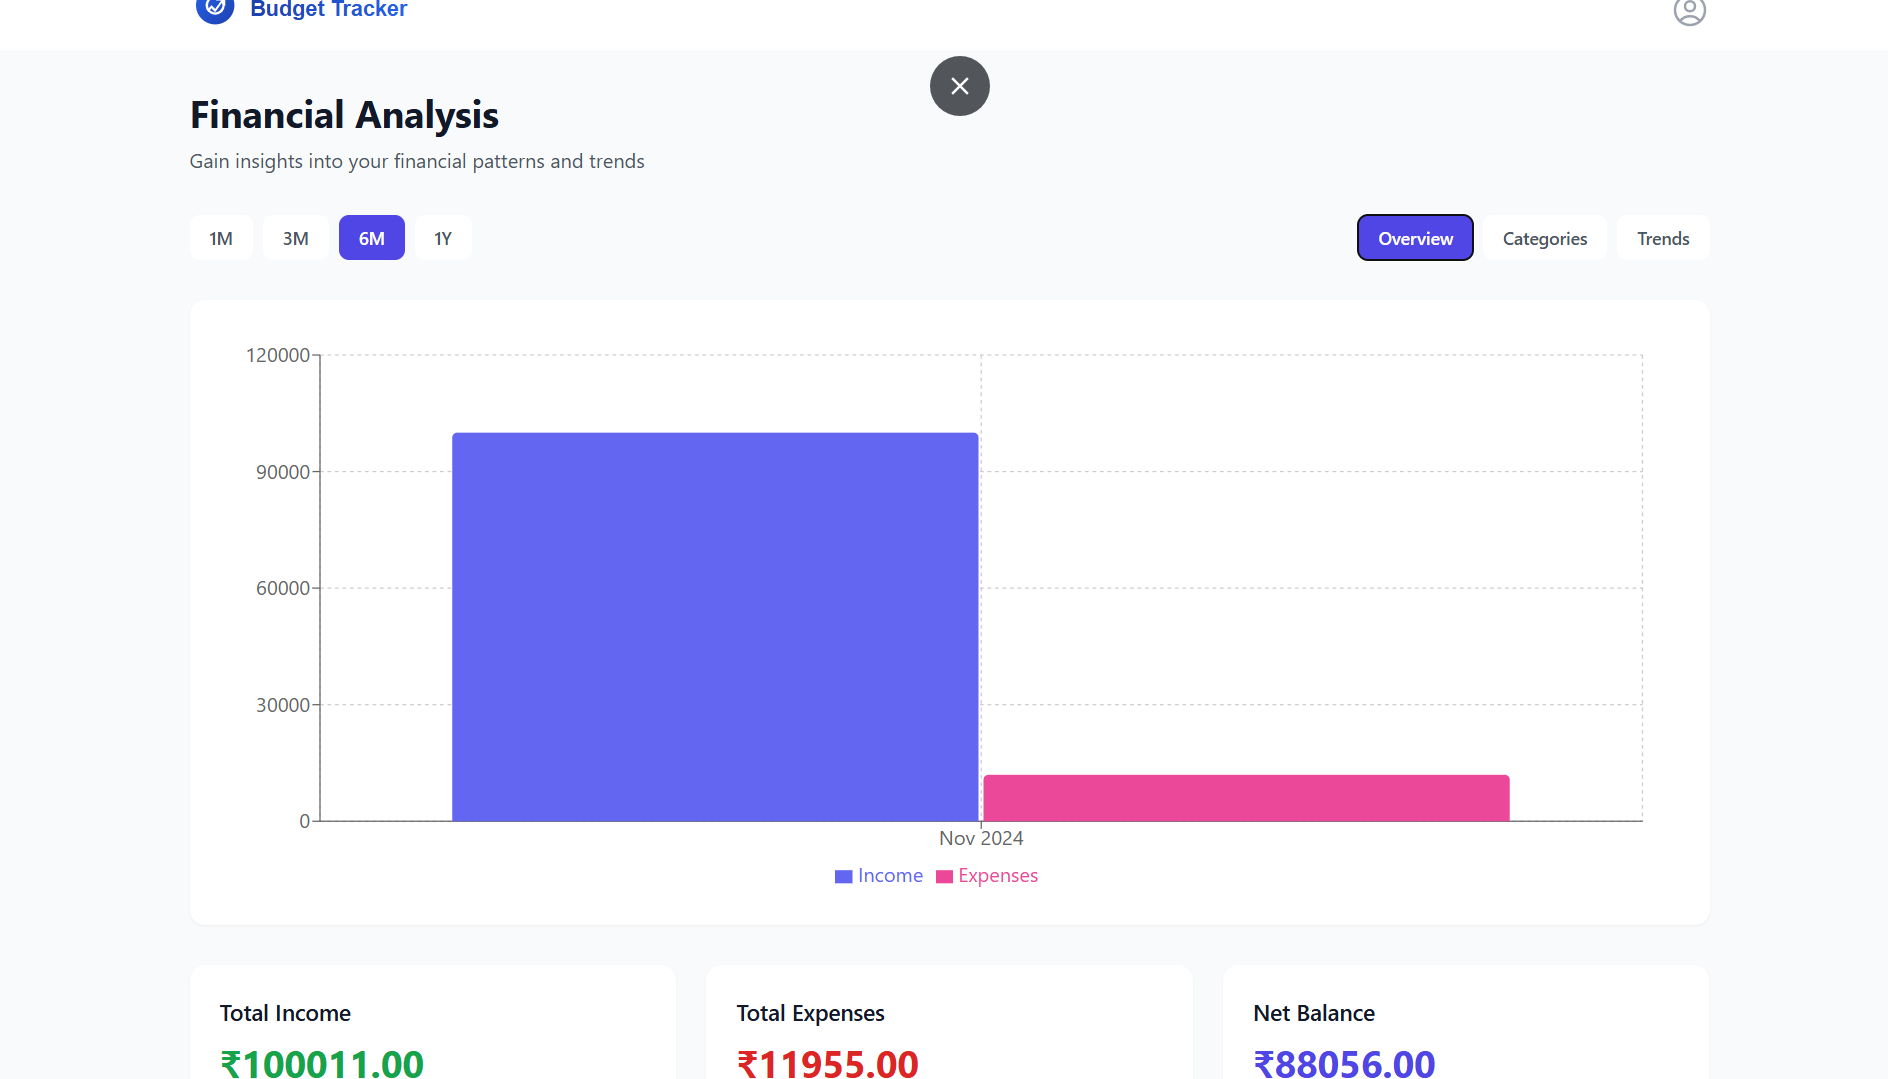 Budget Tracker
Financial Analysis
Gain insights into your financial patterns and trends
1M 3M 6M 1Y Overview Categories Trends
120000
90000
60000
30000
0
Nov 2024
Income Expenses
Total Income Total Expenses Net Balance
₹100011.00 ₹11955.00 ₹88056.00